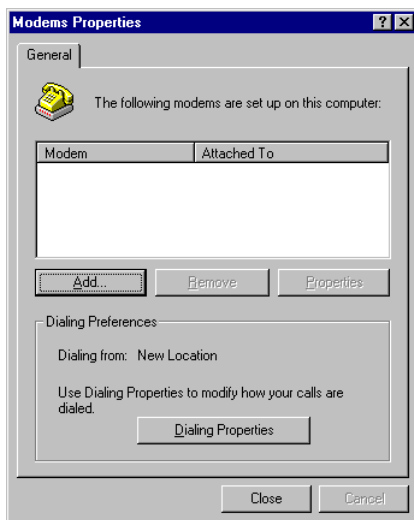 Modems Properties
General
The following modems are set up on this computer:
Modem Attached To
Add... Remove Properties
Dialing Preferences
Dialing from: New Location
Use Dialing Properties to modify how your calls are
dialed.
Dialing Properties
Close Cancel